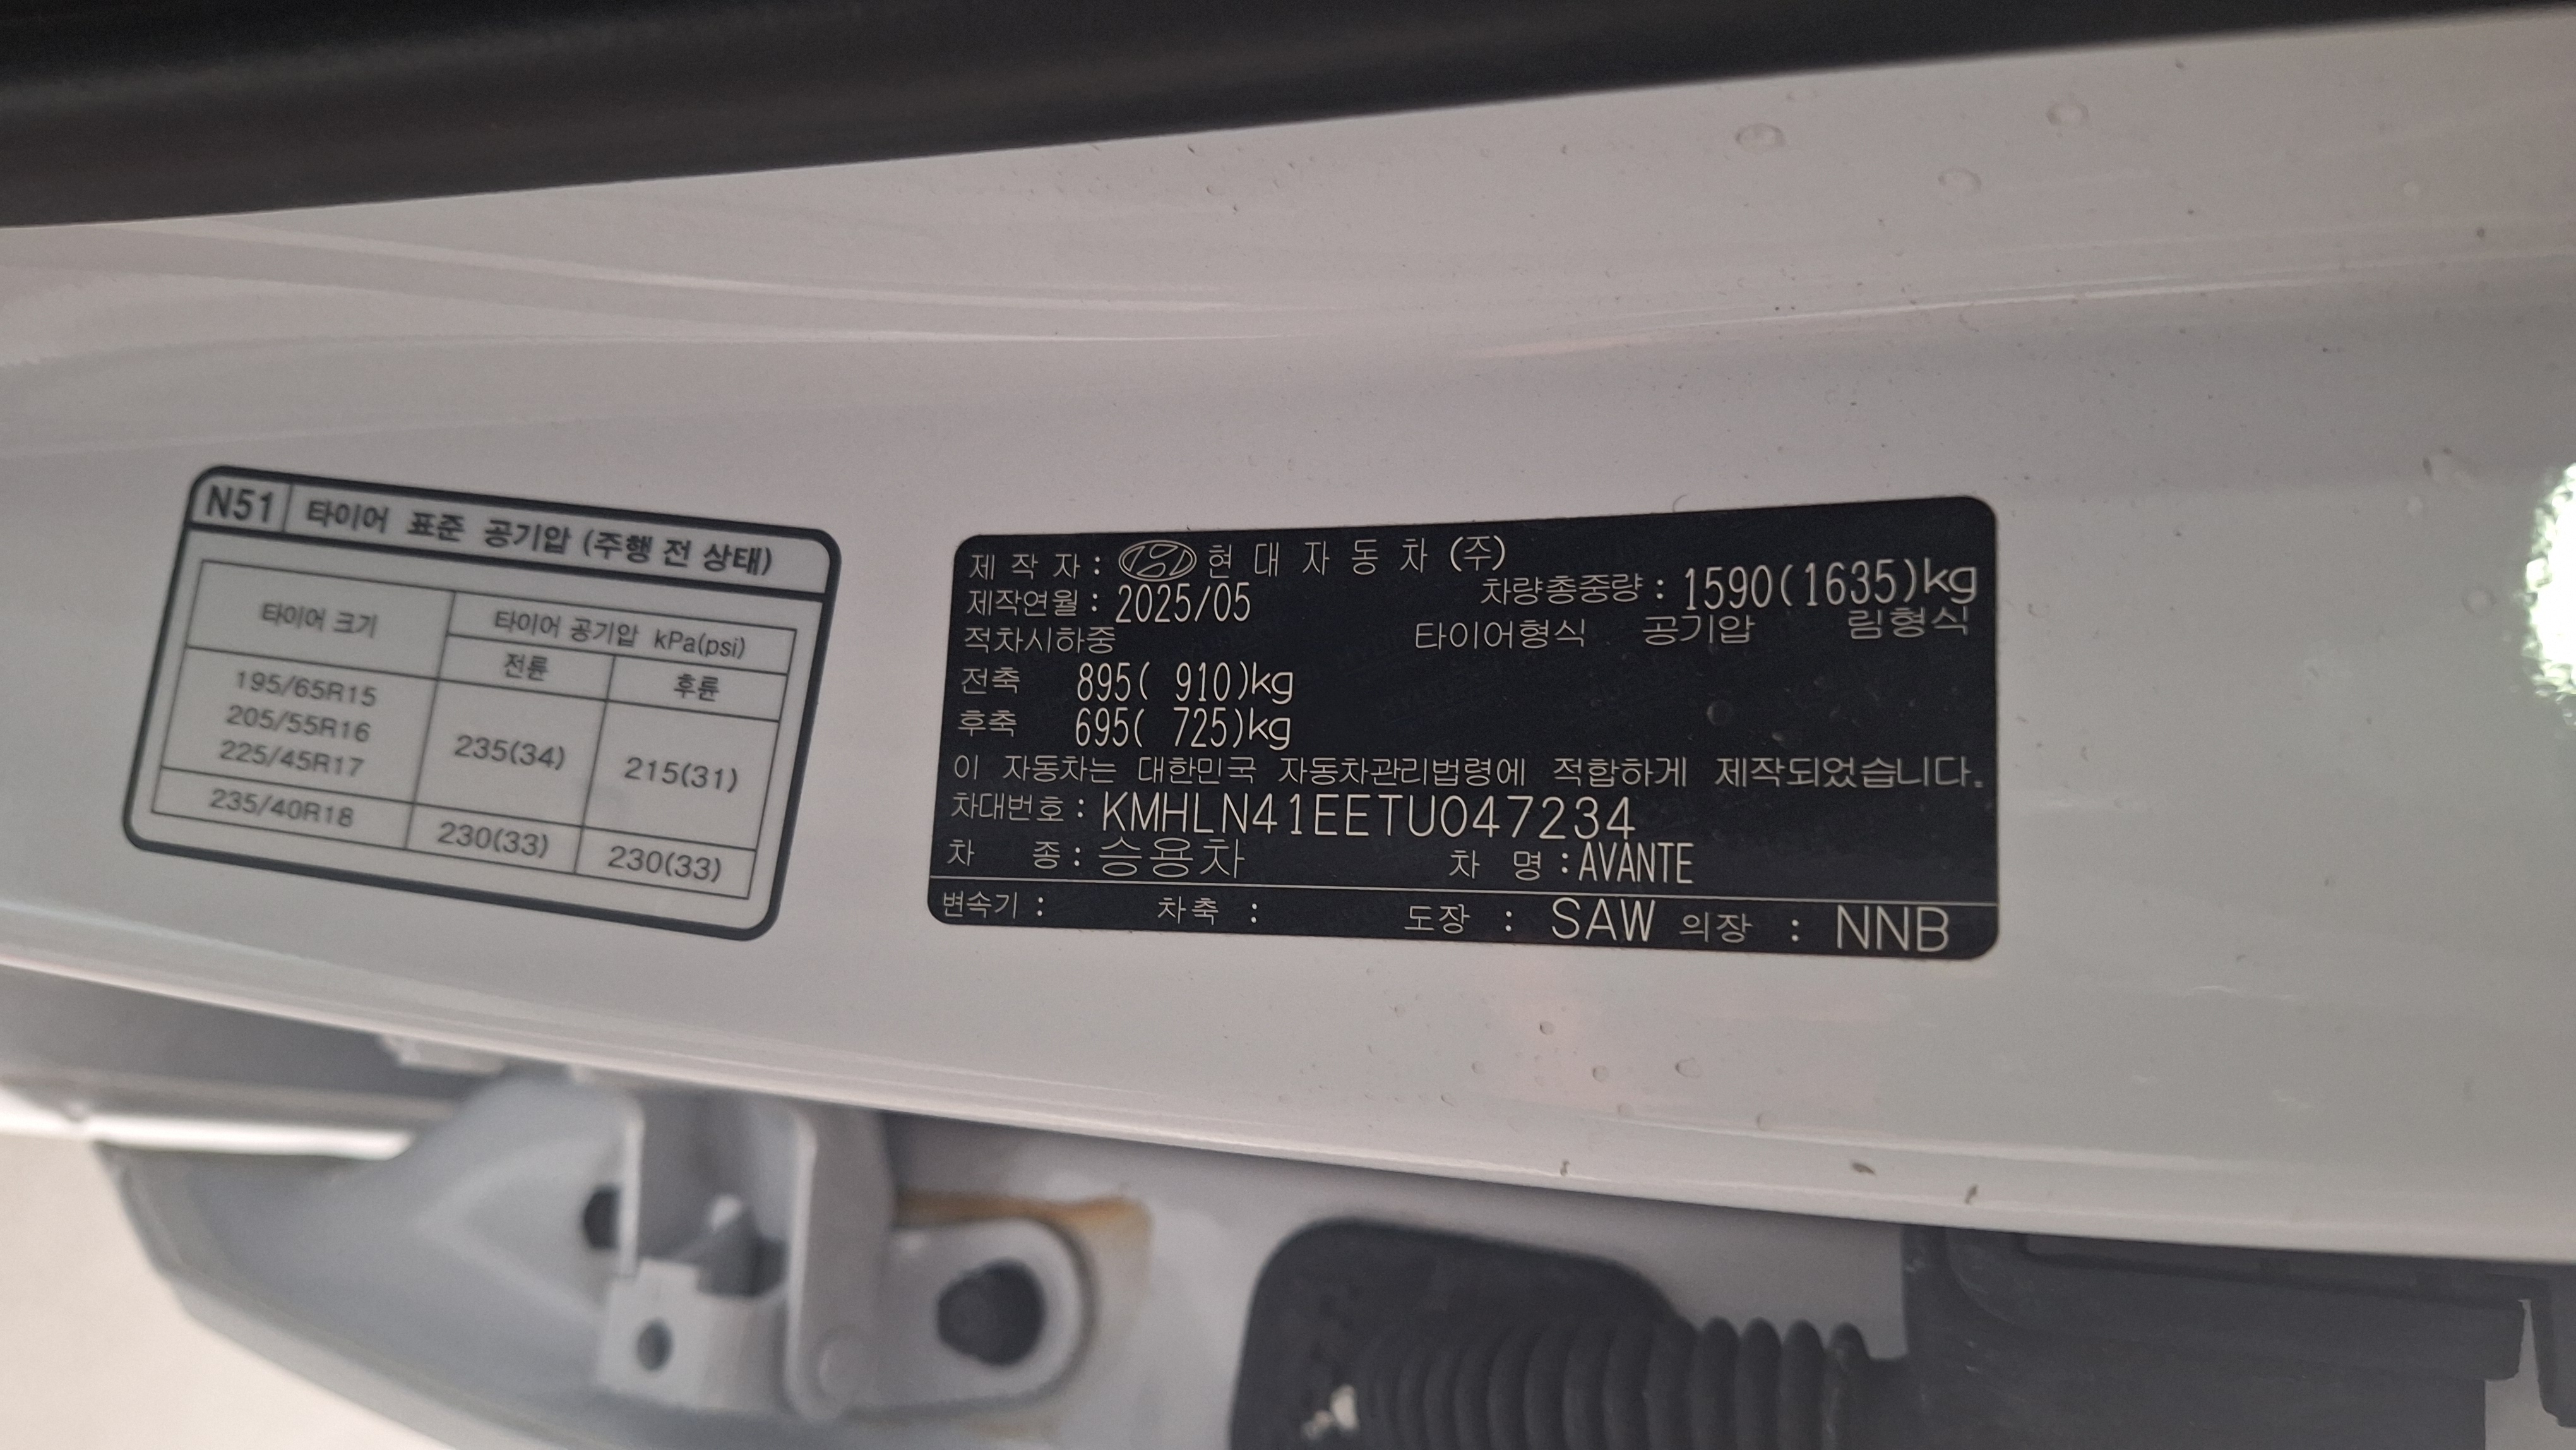 N51 타이어 표준 공기압 (주행 전 상태)
타이어 크기 타이어 공기압 kPa(psi)
전륜 후륜
195/65R15
205/55R16
225/45R17
235(34) 215(31)
235/40R18 230(33) 230(33)
제 작 자 : 현 대 자 동 차 (주)
제작연월 : 2025/05 차량총중량 : 1590(1635)kg
적차시하중 타이어형식 공기압 림형식
전축 895( 910)kg
후축 695( 725)kg
이 자동차는 대한민국 자동차관리법령에 적합하게 제작되었습니다.
차대번호 : KMHLN41EETU047234
차 종 : 승용차 차 명 : AVANTE
변속기 : 차축 : 도장 : SAW 의장 : NNB